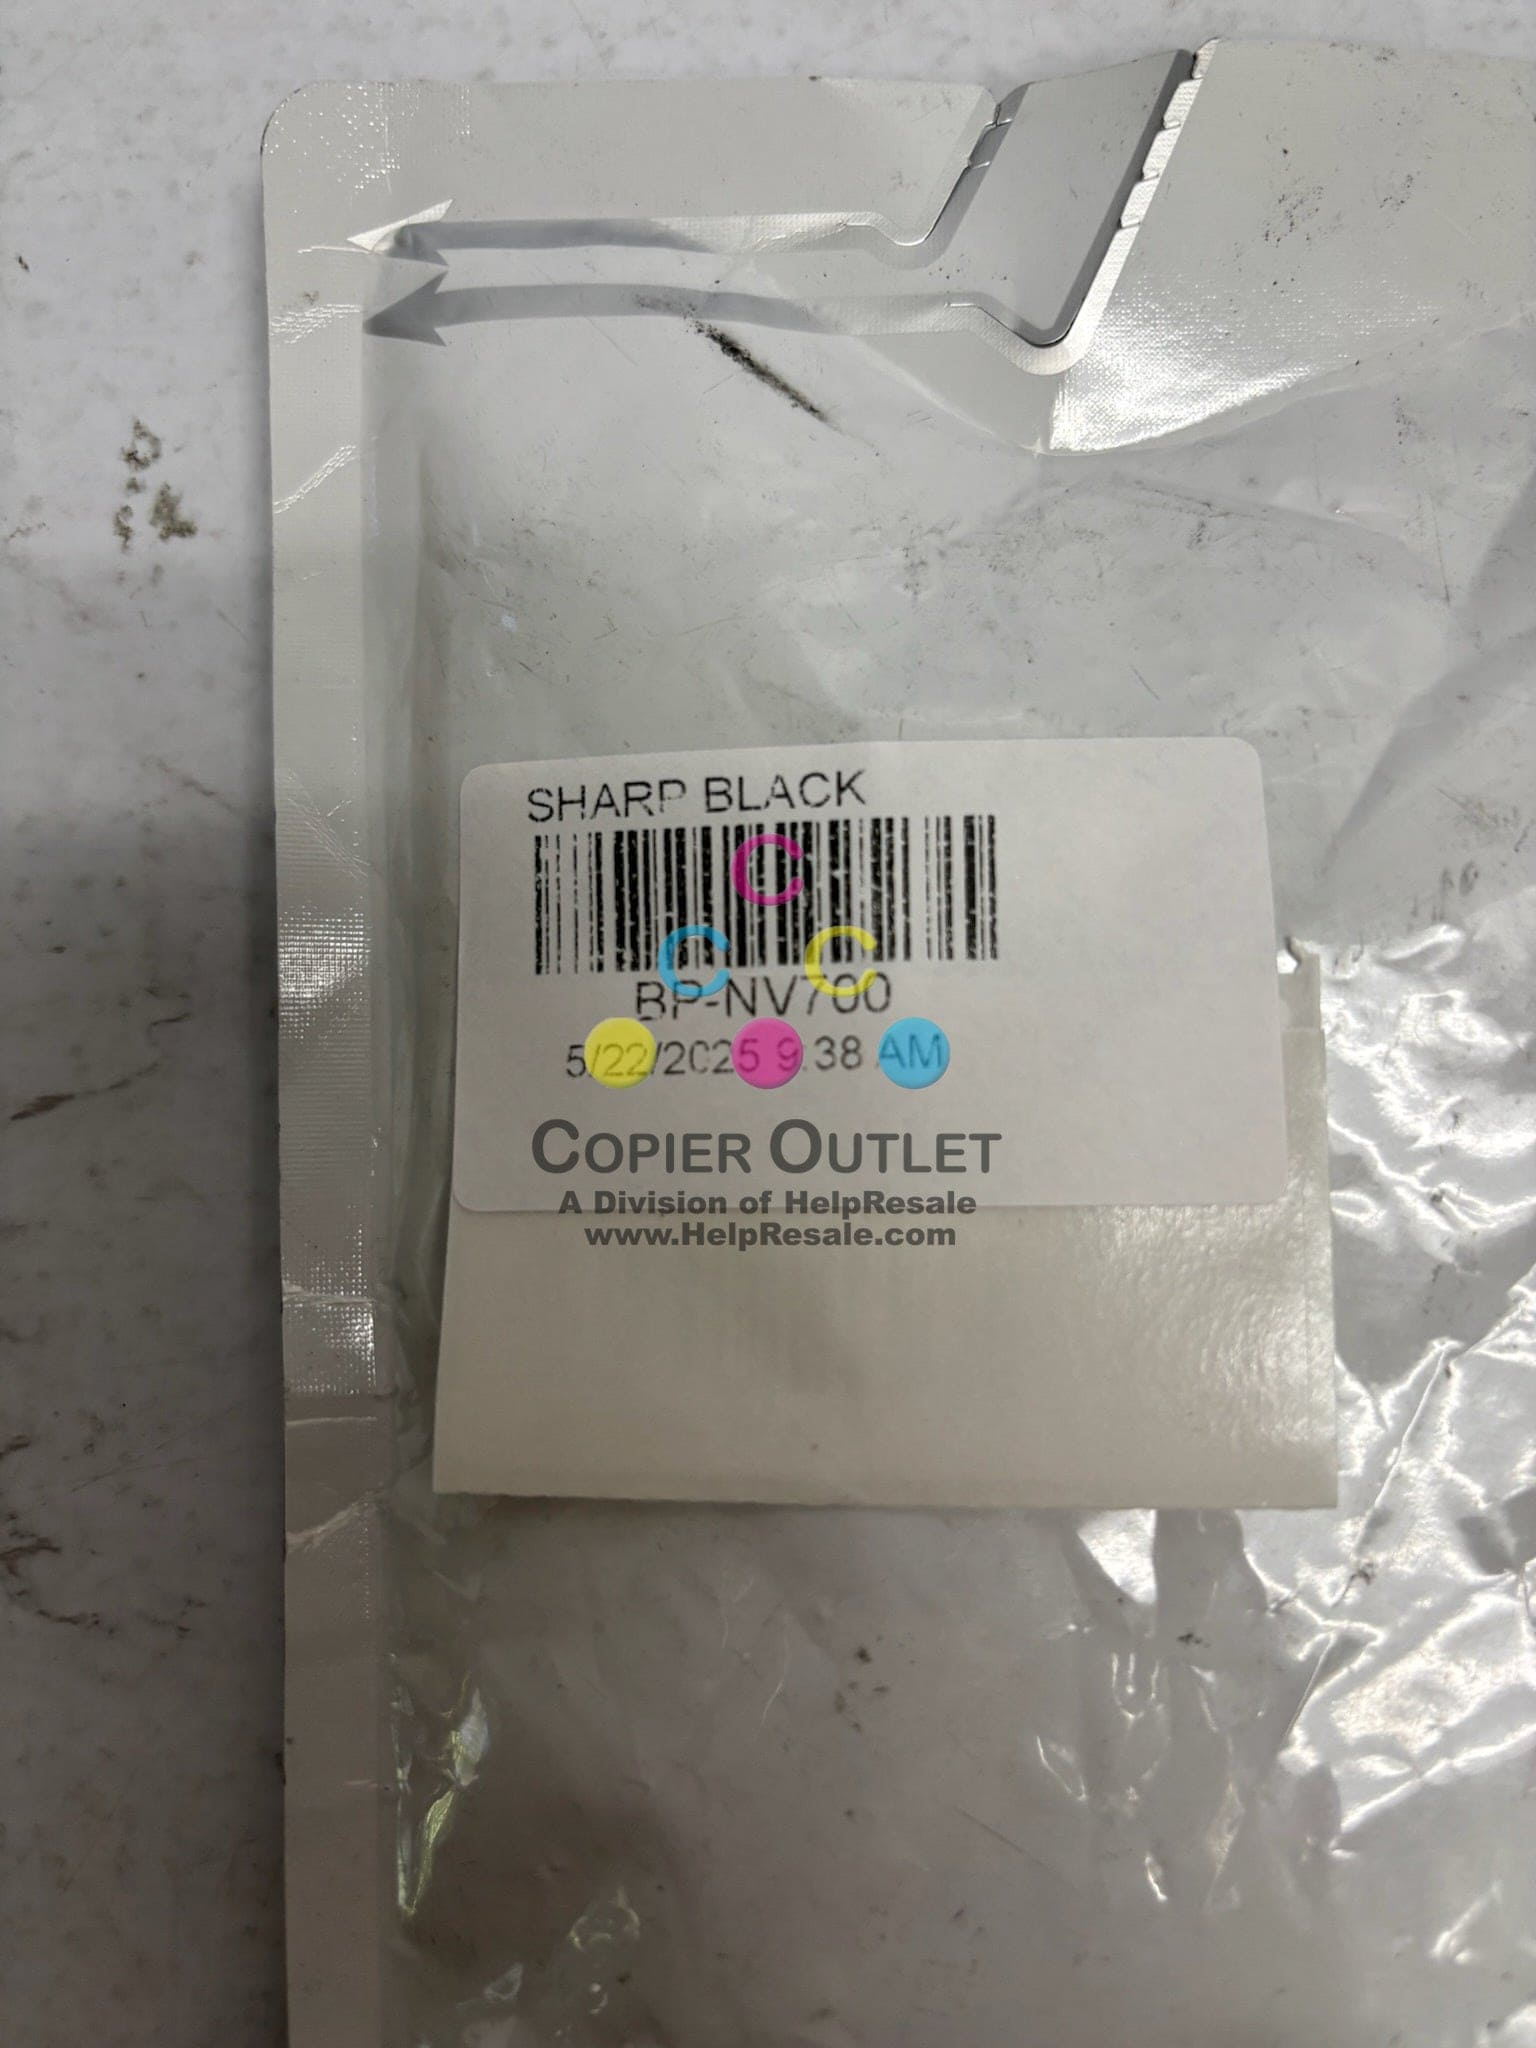 SHARP BLACK
C
C C
BP-NV700
5/22/2025 9:38 AM
COPIER OUTLET
A Division of HelpResale
www.HelpResale.com